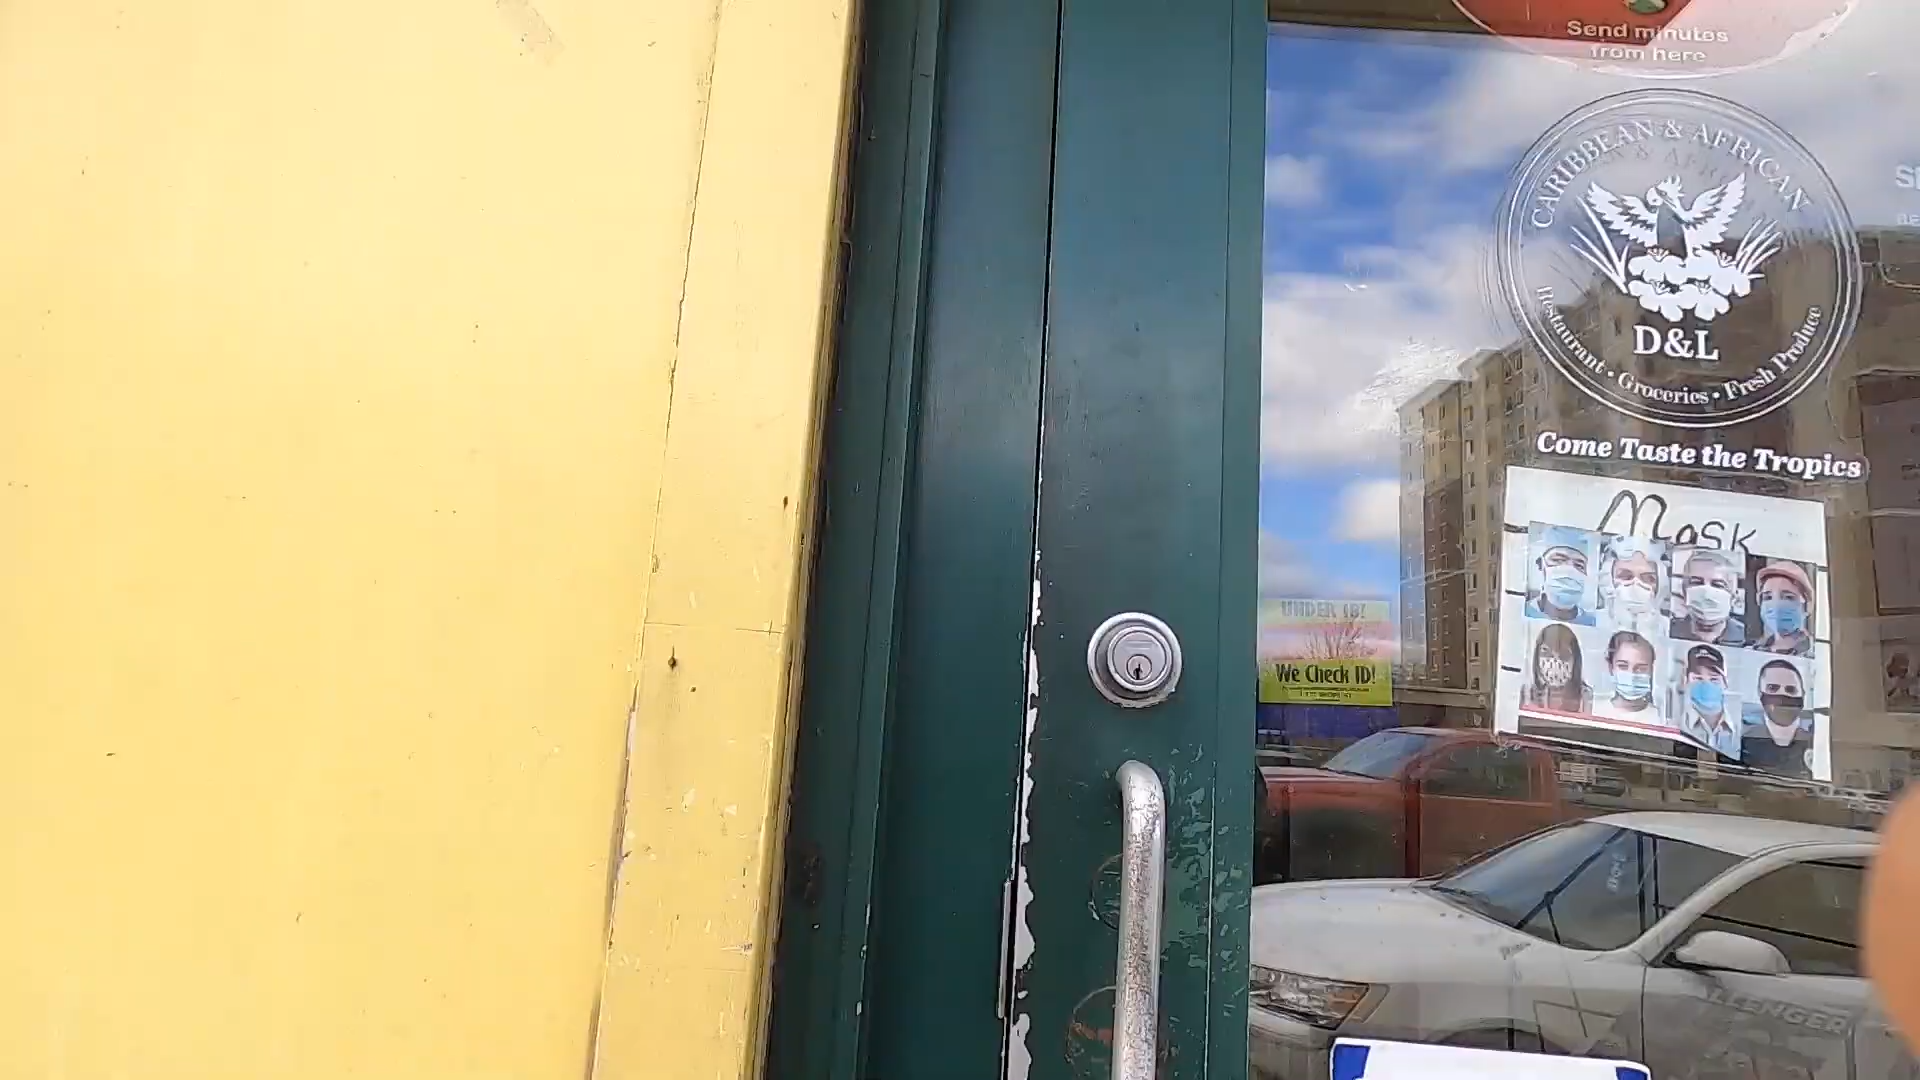 Send minutes
from here
CARIBBEAN & AFRICAN
D&L
Restaurant • Groceries • Fresh Produce
Come Taste the Tropics
Mask
UNDER 18?
We Check ID!